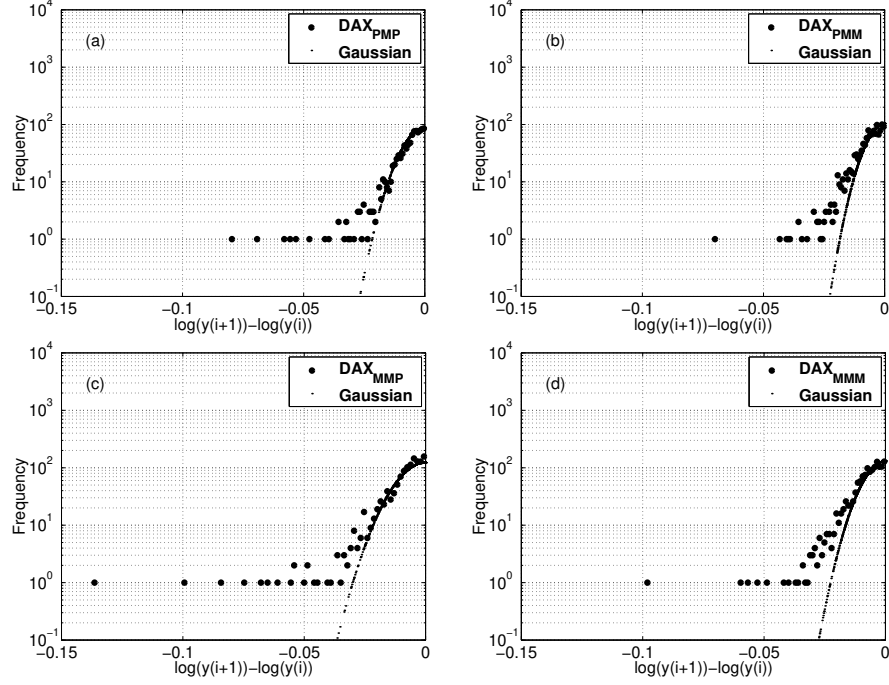 10^4
10^3
10^2
10^1
10^0
10^-1
Frequency
(a)
DAX_PMP
Gaussian
−0.15
−0.1
−0.05
0
log(y(i+1))−log(y(i))
10^4
10^3
10^2
10^1
10^0
10^-1
Frequency
(b)
DAX_PMM
Gaussian
−0.15
−0.1
−0.05
0
log(y(i+1))−log(y(i))
10^4
10^3
10^2
10^1
10^0
10^-1
Frequency
(c)
DAX_MMP
Gaussian
−0.15
−0.1
−0.05
0
log(y(i+1))−log(y(i))
10^4
10^3
10^2
10^1
10^0
10^-1
Frequency
(d)
DAX_MMM
Gaussian
−0.15
−0.1
−0.05
0
log(y(i+1))−log(y(i))